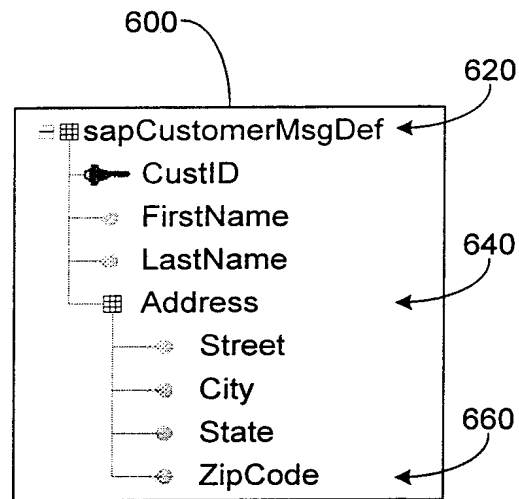 600
620
sapCustomerMsgDef
CustID
FirstName
LastName
640
Address
Street
City
State
660
ZipCode